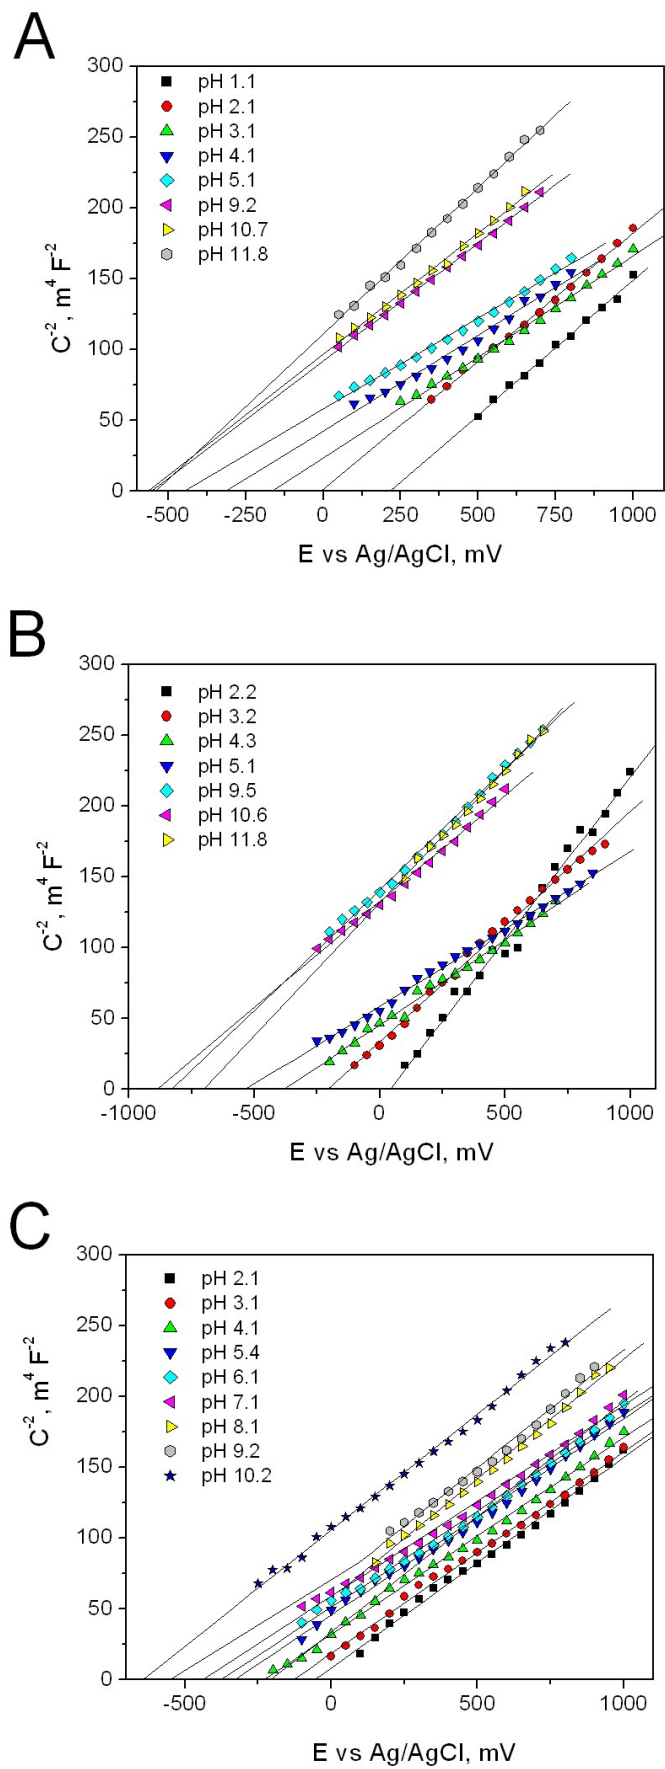 A
300
250
200
150
100
50
0
C-2, m4 F-2
pH 1.1
pH 2.1
pH 3.1
pH 4.1
pH 5.1
pH 9.2
pH 10.7
pH 11.8
-500 -250 0 250 500 750 1000
E vs Ag/AgCl, mV
B
300
250
200
150
100
50
0
C-2, m4 F-2
pH 2.2
pH 3.2
pH 4.3
pH 5.1
pH 9.5
pH 10.6
pH 11.8
-1000 -500 0 500 1000
E vs Ag/AgCl, mV
C
300
250
200
150
100
50
0
C-2, m4 F-2
pH 2.1
pH 3.1
pH 4.1
pH 5.4
pH 6.1
pH 7.1
pH 8.1
pH 9.2
pH 10.2
-500 0 500 1000
E vs Ag/AgCl, mV